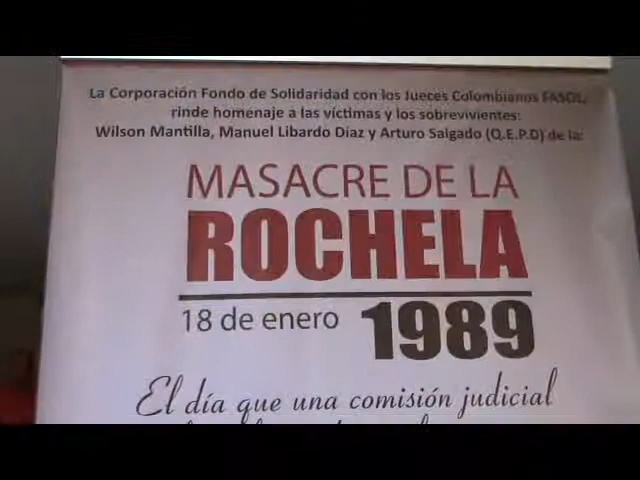 La Corporación Fondo de Solidaridad con los Jueces Colombianos FASOL,
rinde homenaje a las víctimas y los sobrevivientes:
Wilson Mantilla, Manuel Libardo Díaz y Arturo Salgado (Q.E.P.D) de la:
MASACRE DE LA
ROCHELA
18 de enero 1989
El día que una comisión judicial